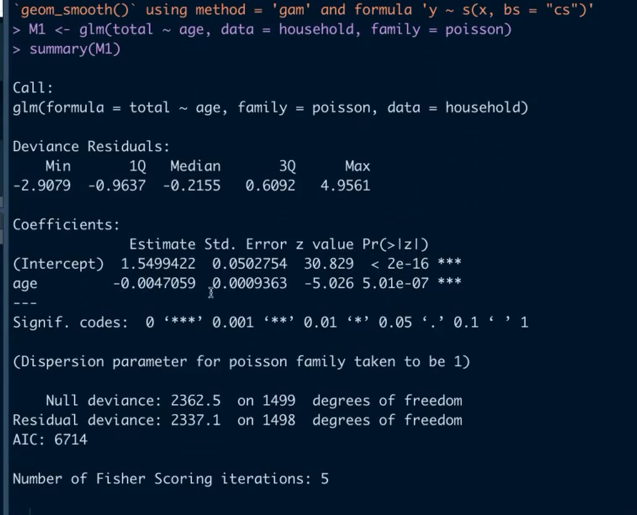 `geom_smooth()` using method = 'gam' and formula 'y ~ s(x, bs = "cs")'
> M1 <- glm(total ~ age, data = household, family = poisson)
> summary(M1)
Call:
glm(formula = total ~ age, family = poisson, data = household)
Deviance Residuals:
Min 1Q Median 3Q Max
-2.9079 -0.9637 -0.2155 0.6092 4.9561
Coefficients:
Estimate Std. Error z value Pr(>|z|)
(Intercept) 1.5499422 0.0502754 30.829 < 2e-16 ***
age -0.0047059 0.0009363 -5.026 5.01e-07 ***
---
Signif. codes: 0 ‘***’ 0.001 ‘**’ 0.01 ‘*’ 0.05 ‘.’ 0.1 ‘ ’ 1
(Dispersion parameter for poisson family taken to be 1)
Null deviance: 2362.5 on 1499 degrees of freedom
Residual deviance: 2337.1 on 1498 degrees of freedom
AIC: 6714
Number of Fisher Scoring iterations: 5